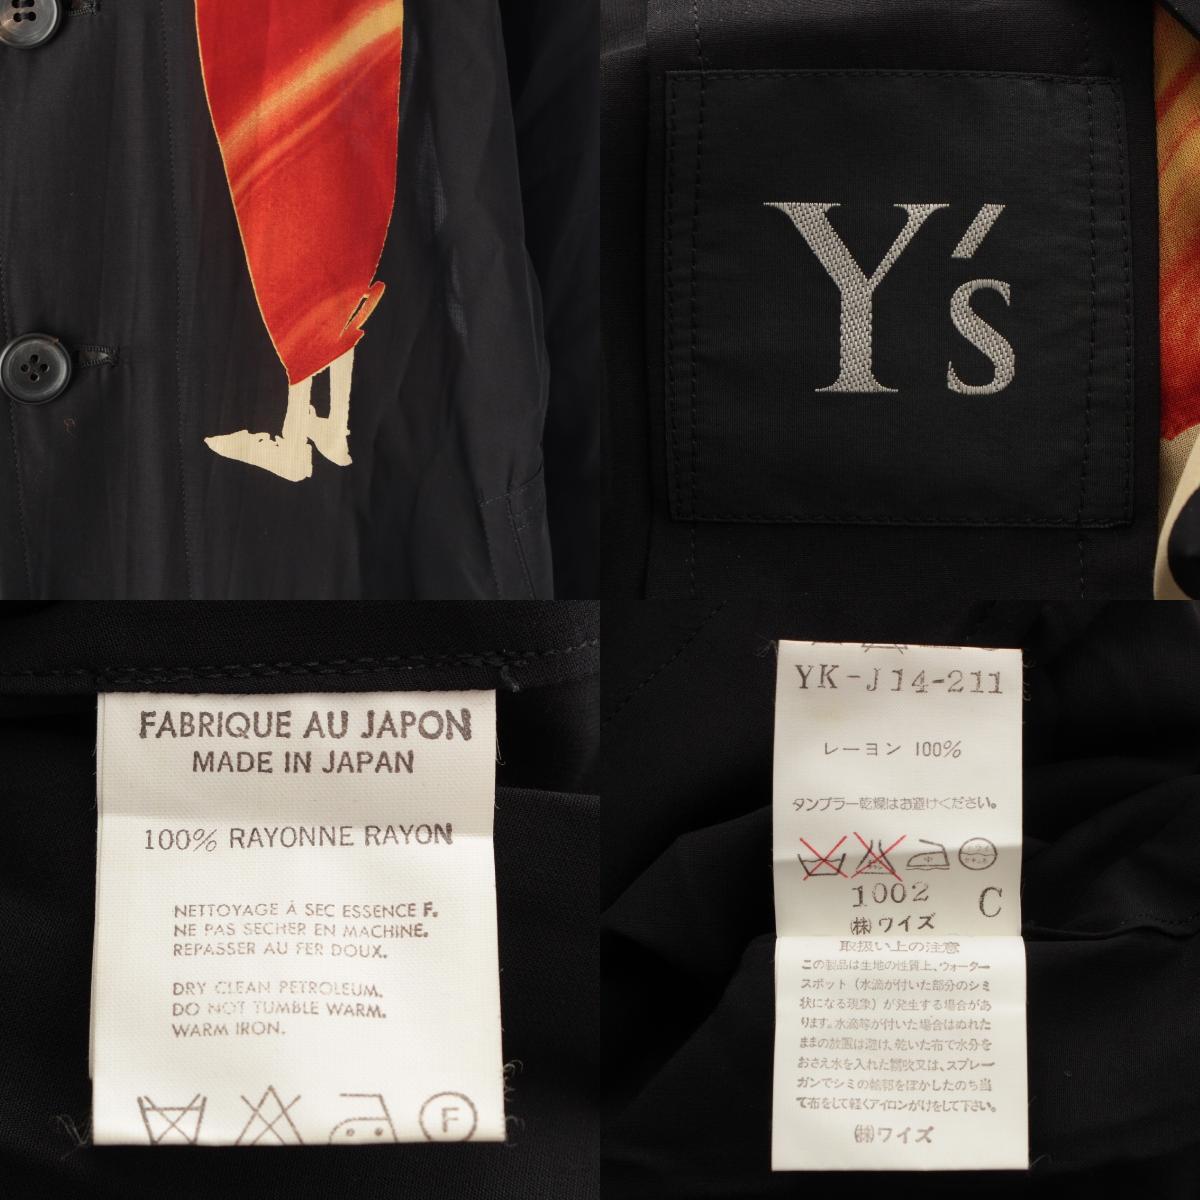 Y's
FABRIQUE AU JAPON
MADE IN JAPAN
100% RAYONNE RAYON
NETTOYAGE À SEC ESSENCE F.
NE PAS SECHER EN MACHINE.
REPASSER AU FER DOUX.
DRY CLEAN PETROLEUM.
DO NOT TUMBLE WARM.
WARM IRON.
F
YK-J14-211
レーヨン 100%
タンブラー乾燥はお避けください。
中
1002 C
㈱ワイズ
取扱い上の注意
この製品は生地の性質上、ウォーター
スポット（水滴が付いた部分のシミ
状になる現象）が発生する場合があ
ります。水滴等が付いた場合はぬれた
ままの放置は避け、乾いた布で水分を
おさえ水を入れた霧吹又は、スプレー
ガンでシミの輪郭をぼかしたのち当
て布をして軽くアイロンがけをして下さい。
㈱ワイズ